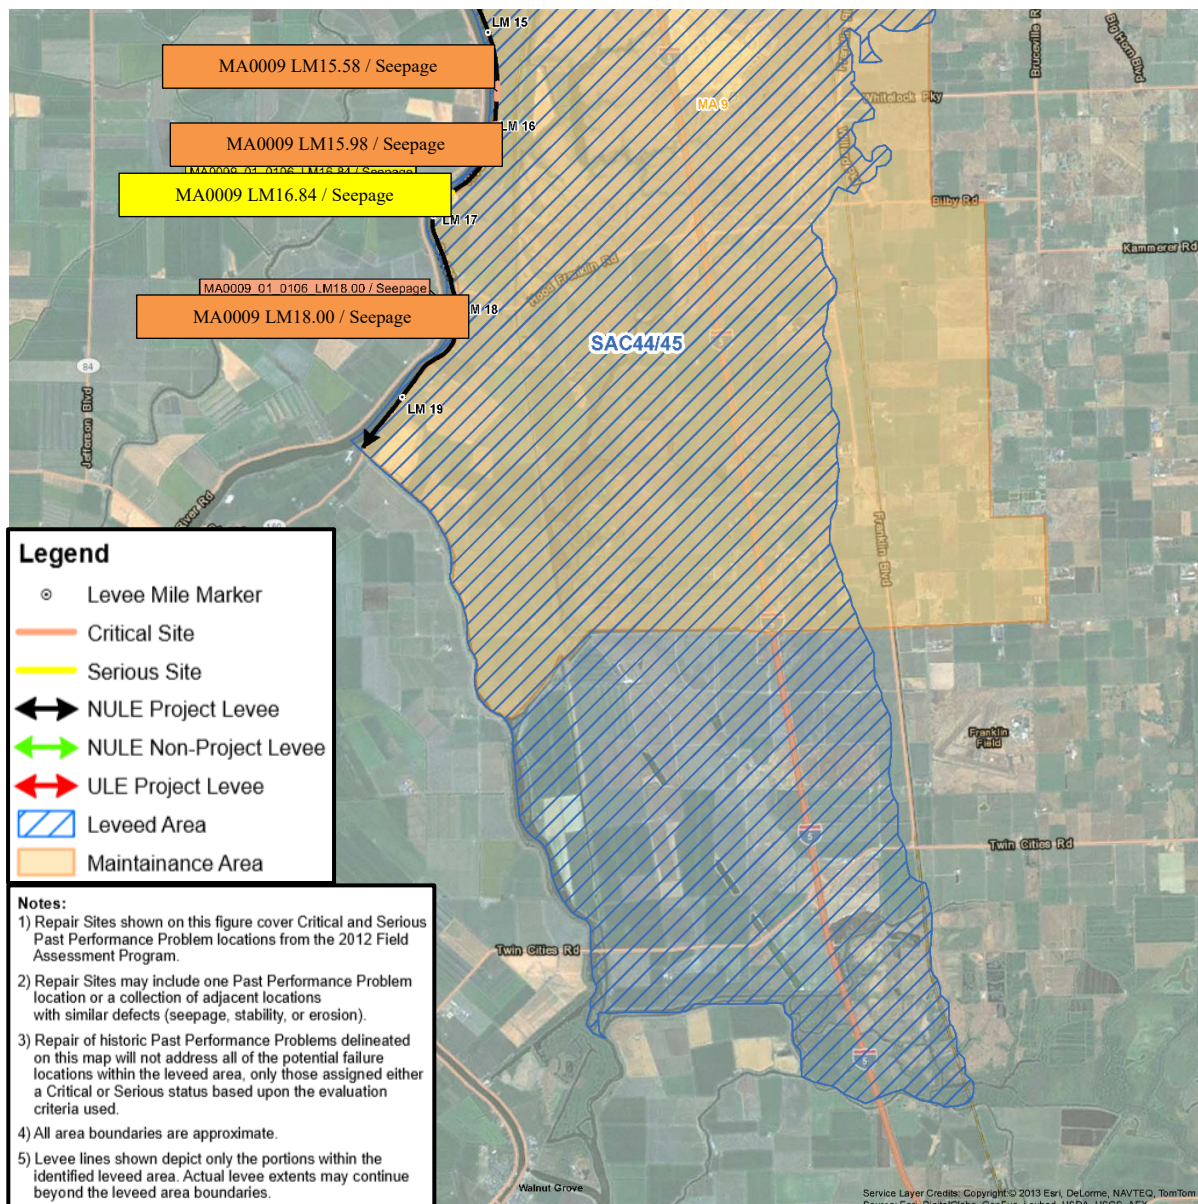 LM 15
MA0009 LM15.58 / Seepage
LM 16
MA0009 LM15.98 / Seepage
MA0009_01_0106_LM16.84 / Seepage
MA0009 LM16.84 / Seepage
LM 17
MA0009_01_0106_LM18.00 / Seepage
MA0009 LM18.00 / Seepage
M 18
LM 19
5
MA 9
Whitelock Pky
Bruceville R
Big Horn Blvd
Bilby Rd
Kammerer Rd
Hood Franklin Rd
5
SAC44/45
84
Jefferson Blvd
River Rd
160
Franklin Blvd
5
Franklin
Field
5
Twin Cities Rd
Twin Cities Rd
5
Walnut Grove
Legend
Levee Mile Marker
Critical Site
Serious Site
NULE Project Levee
NULE Non-Project Levee
ULE Project Levee
Leveed Area
Maintainance Area
Notes:
1) Repair Sites shown on this figure cover Critical and Serious
Past Performance Problem locations from the 2012 Field
Assessment Program.
2) Repair Sites may include one Past Performance Problem
location or a collection of adjacent locations
with similar defects (seepage, stability, or erosion).
3) Repair of historic Past Performance Problems delineated
on this map will not address all of the potential failure
locations within the leveed area, only those assigned either
a Critical or Serious status based upon the evaluation
criteria used.
4) All area boundaries are approximate.
5) Levee lines shown depict only the portions within the
identified leveed area. Actual levee extents may continue
beyond the leveed area boundaries.
Service Layer Credits: Copyright:© 2013 Esri, DeLorme, NAVTEQ, TomTom